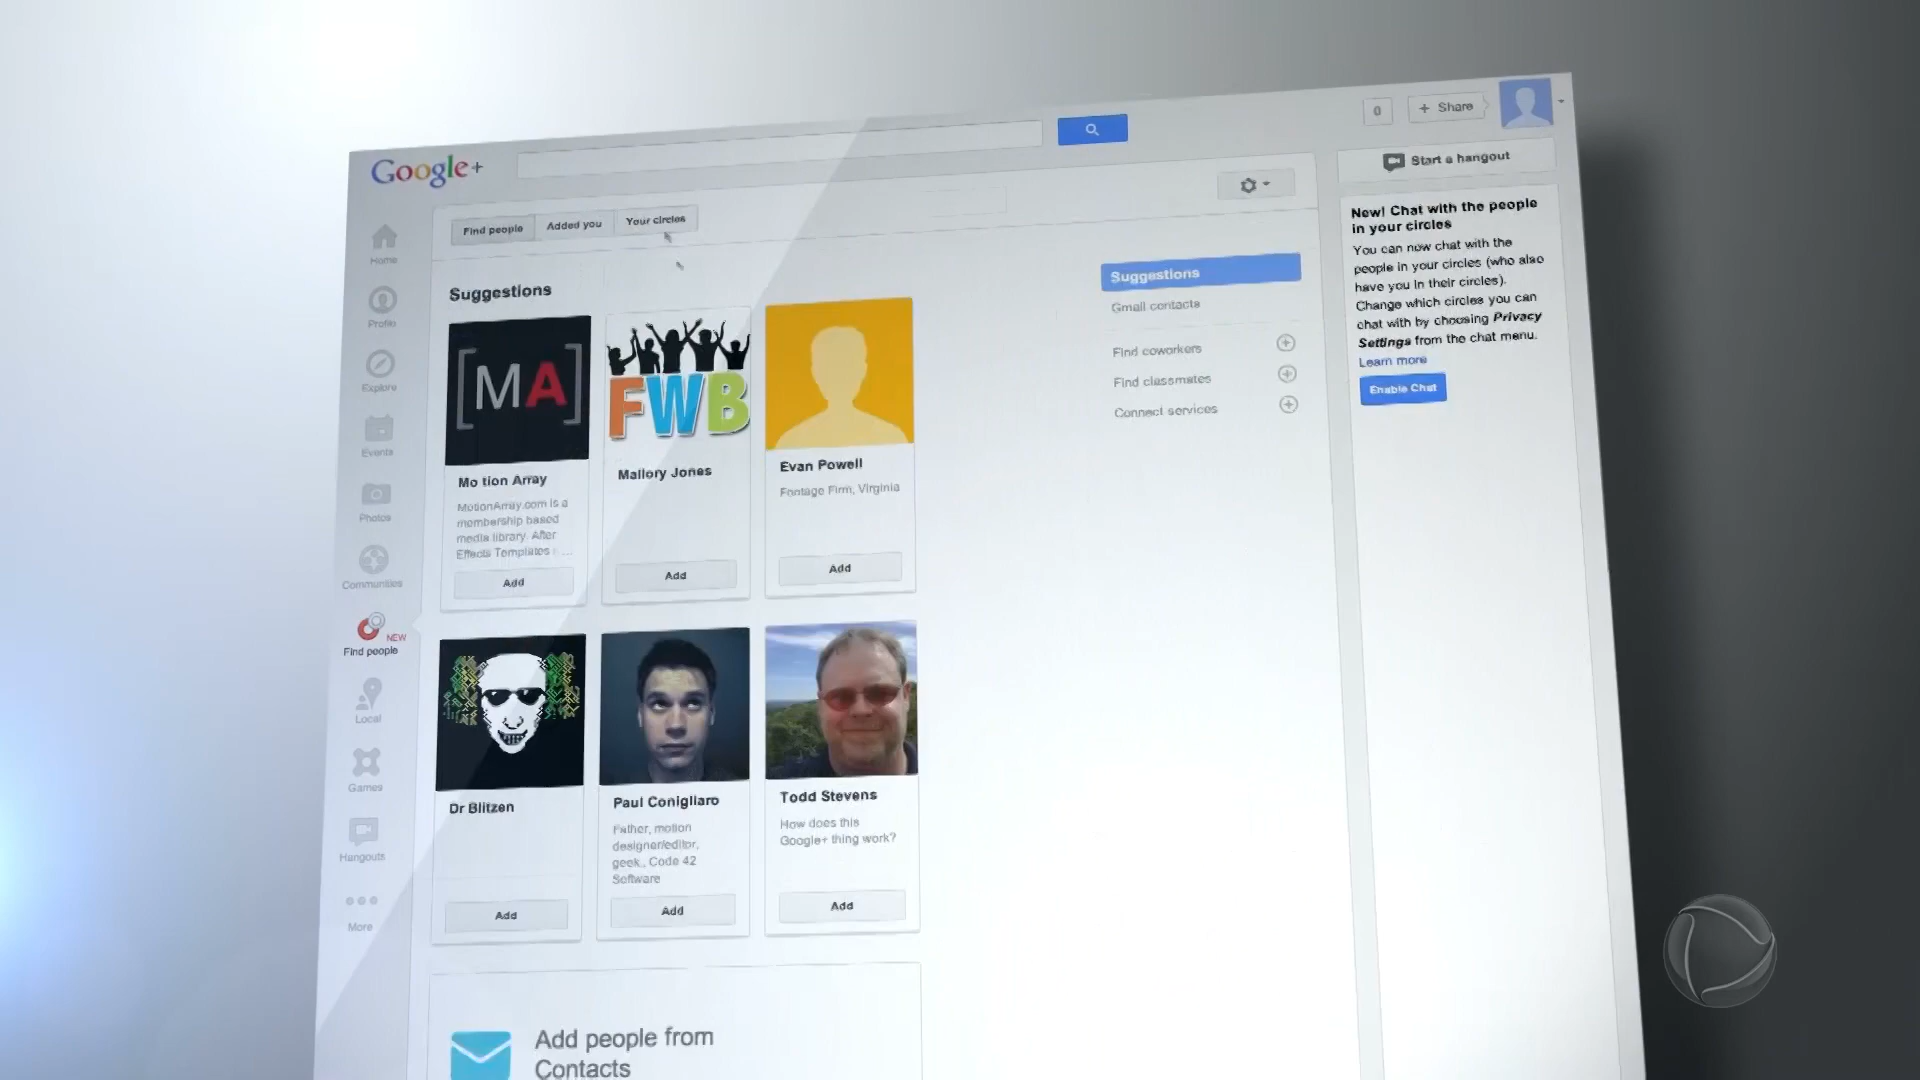 Google+
0
+ Share
Start a hangout
Find people
Added you
Your circles
Home
Profile
Explore
Events
Photos
Communities
NEW
Find people
Local
Games
Hangouts
More
Suggestions
[MA]
Mo tion Array
MotionArray.com is a
membership based
media library. After
Effects Templates
Add
FWB
Mallory Jones
Add
Evan Powell
Footage Firm, Virginia
Add
Dr Blitzen
Add
Paul Conigliaro
Father, motion
designer/editor,
geek., Code 42
Software
Add
Todd Stevens
How does this
Google+ thing work?
Add
Add people from
Contacts
Suggestions
Gmail contacts
Find coworkers
Find classmates
Connect services
New! Chat with the people
in your circles
You can now chat with the
people in your circles (who also
have you in their circles).
Change which circles you can
chat with by choosing Privacy
Settings from the chat menu.
Learn more
Enable Chat